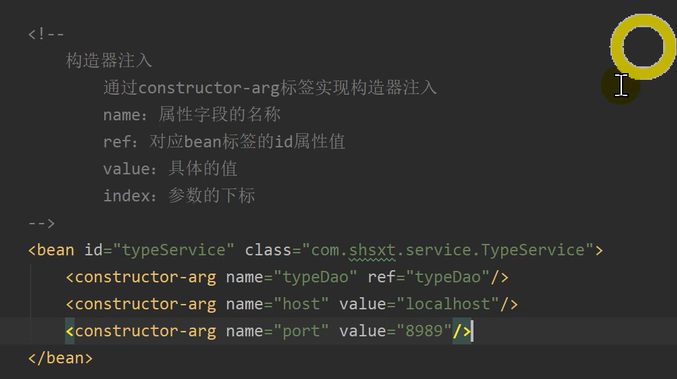 <!--
构造器注入
通过constructor-arg标签实现构造器注入
name：属性字段的名称
ref：对应bean标签的id属性值
value：具体的值
index：参数的下标
-->
<bean id="typeService" class="com.shsxt.service.TypeService">
<constructor-arg name="typeDao" ref="typeDao"/>
<constructor-arg name="host" value="localhost"/>
<constructor-arg name="port" value="8989"/>
</bean>